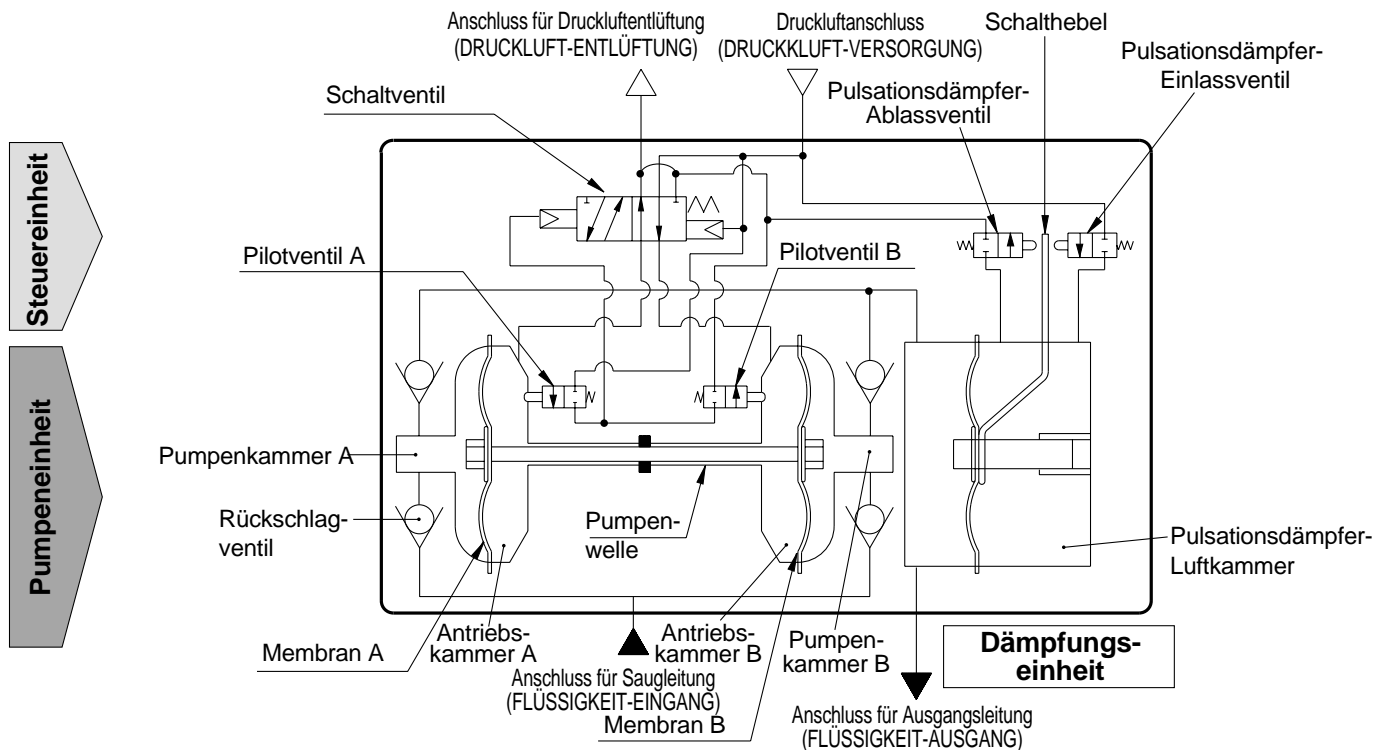 Anschluss für Druckluftentlüftung
(DRUCKLUFT-ENTLÜFTUNG)
Druckluftanschluss
(DRUCKKLUFT-VERSORGUNG)
Schalthebel
Pulsationsdämpfer-
Einlassventil
Schaltventil
Pulsationsdämpfer-
Ablassventil
Steuereinheit
Pilotventil A
Pilotventil B
Pumpeneinheit
Pumpenkammer A
Rückschlag-
ventil
Pumpen-
welle
Pulsationsdämpfer-
Luftkammer
Membran A
Antriebs-
kammer A
Antriebs-
kammer B
Pumpen-
kammer B
Dämpfungs-
einheit
Anschluss für Saugleitung
(FLÜSSIGKEIT-EINGANG)
Membran B
Anschluss für Ausgangsleitung
(FLÜSSIGKEIT-AUSGANG)